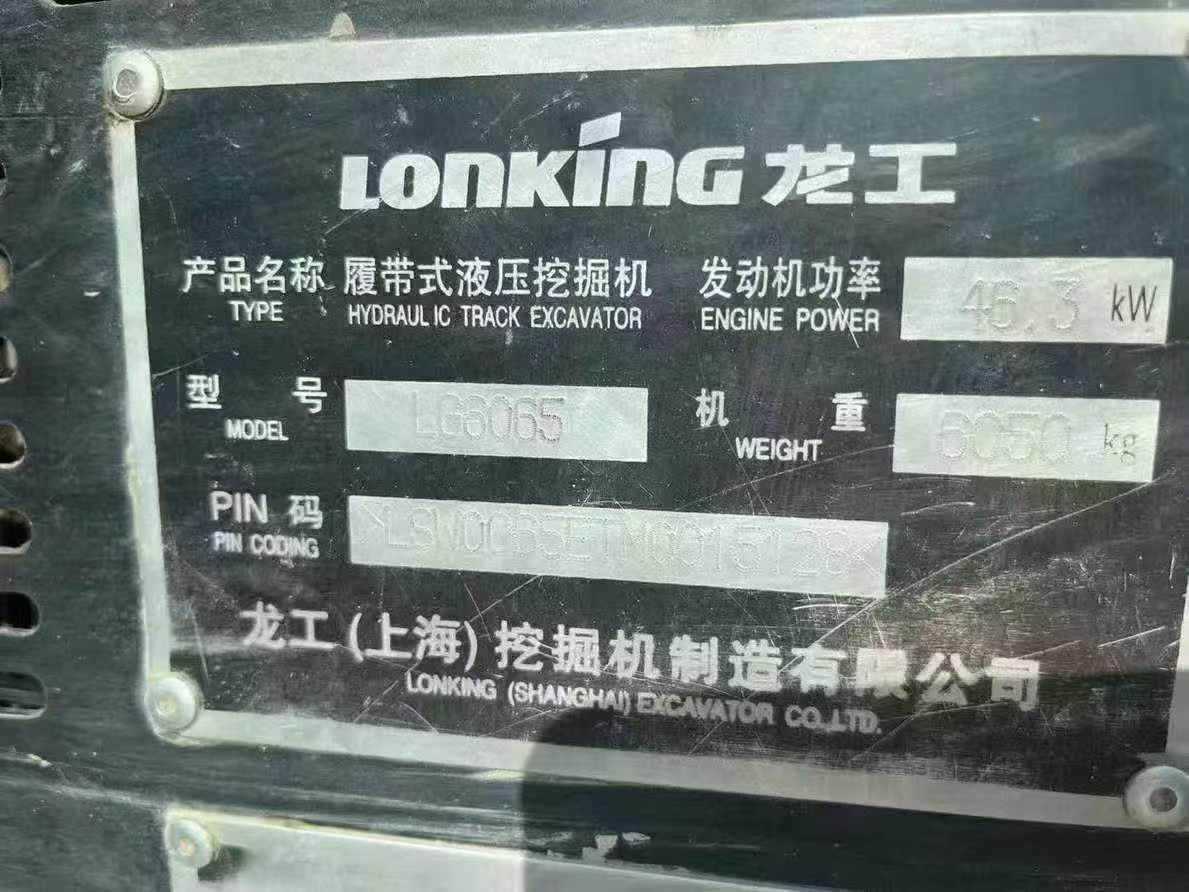 LONKING 龙工
产品名称 履带式液压挖掘机 发动机功率 46.3 kW
TYPE HYDRAULIC TRACK EXCAVATOR ENGINE POWER
型号 LG6065 机重 6050 kg
MODEL WEIGHT
PIN 码
PIN CODING
龙工(上海)挖掘机制造有限公司
LONKING (SHANGHAI) EXCAVATOR CO.,LTD.